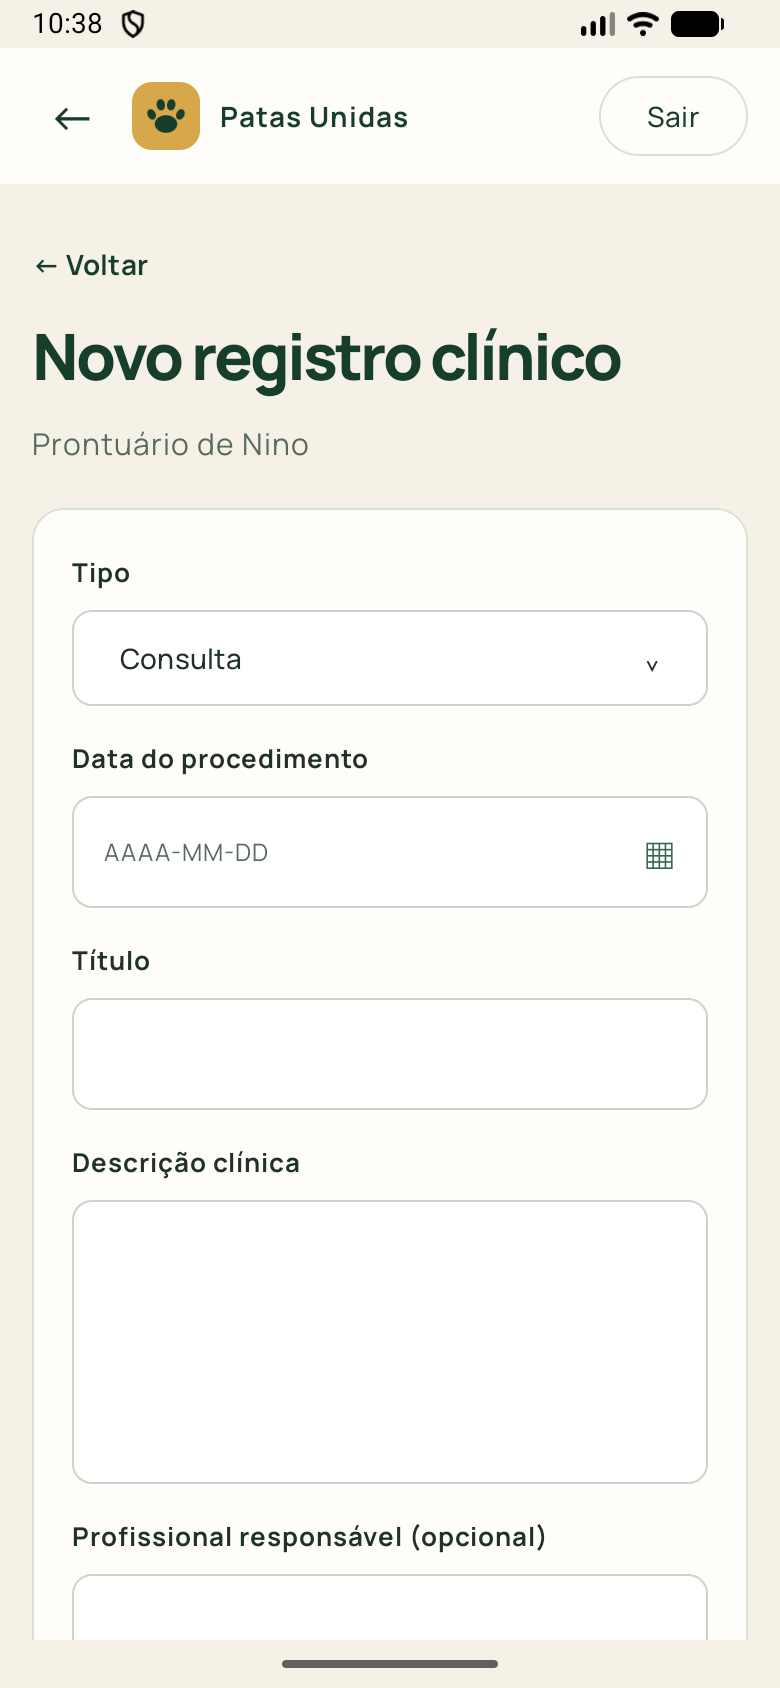 10:38
← Patas Unidas Sair
← Voltar
Novo registro clínico
Prontuário de Nino
Tipo
Consulta v
Data do procedimento
AAAA-MM-DD
Título
Descrição clínica
Profissional responsável (opcional)